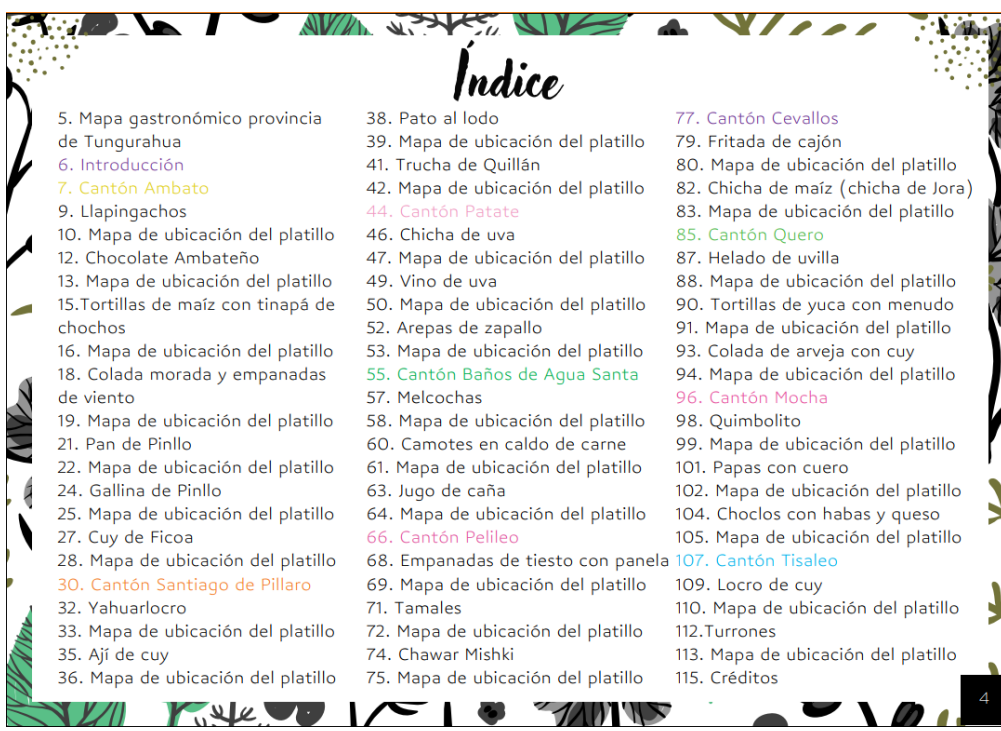 Índice
5. Mapa gastronómico provincia
de Tungurahua
6. Introducción
7. Cantón Ambato
9. Llapingachos
10. Mapa de ubicación del platillo
12. Chocolate Ambateño
13. Mapa de ubicación del platillo
15.Tortillas de maíz con tinapá de
chochos
16. Mapa de ubicación del platillo
18. Colada morada y empanadas
de viento
19. Mapa de ubicación del platillo
21. Pan de Pinllo
22. Mapa de ubicación del platillo
24. Gallina de Pinllo
25. Mapa de ubicación del platillo
27. Cuy de Ficoa
28. Mapa de ubicación del platillo
30. Cantón Santiago de Pillaro
32. Yahuarlocro
33. Mapa de ubicación del platillo
35. Ají de cuy
36. Mapa de ubicación del platillo
38. Pato al lodo
39. Mapa de ubicación del platillo
41. Trucha de Quillán
42. Mapa de ubicación del platillo
44. Cantón Patate
46. Chicha de uva
47. Mapa de ubicación del platillo
49. Vino de uva
50. Mapa de ubicación del platillo
52. Arepas de zapallo
53. Mapa de ubicación del platillo
55. Cantón Baños de Agua Santa
57. Melcochas
58. Mapa de ubicación del platillo
60. Camotes en caldo de carne
61. Mapa de ubicación del platillo
63. Jugo de caña
64. Mapa de ubicación del platillo
66. Cantón Pelileo
68. Empanadas de tiesto con panela
69. Mapa de ubicación del platillo
71. Tamales
72. Mapa de ubicación del platillo
74. Chawar Mishki
75. Mapa de ubicación del platillo
77. Cantón Cevallos
79. Fritada de cajón
80. Mapa de ubicación del platillo
82. Chicha de maíz (chicha de Jora)
83. Mapa de ubicación del platillo
85. Cantón Quero
87. Helado de uvilla
88. Mapa de ubicación del platillo
90. Tortillas de yuca con menudo
91. Mapa de ubicación del platillo
93. Colada de arveja con cuy
94. Mapa de ubicación del platillo
96. Cantón Mocha
98. Quimbolito
99. Mapa de ubicación del platillo
101. Papas con cuero
102. Mapa de ubicación del platillo
104. Choclos con habas y queso
105. Mapa de ubicación del platillo
107. Cantón Tisaleo
109. Locro de cuy
110. Mapa de ubicación del platillo
112.Turrones
113. Mapa de ubicación del platillo
115. Créditos
4